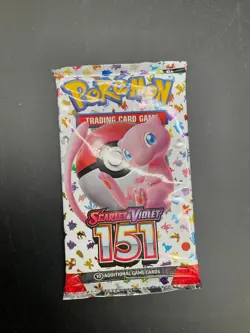 POKÉMON
TRADING CARD GAME
SCARLET & VIOLET
151
10 ADDITIONAL GAME CARDS